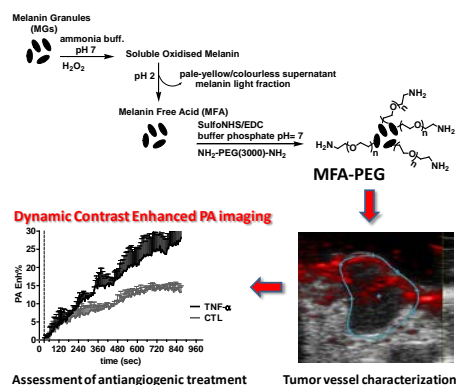 Melanin Granules
(MGs)
ammonia buff.
pH 7
H2O2
Soluble Oxidised Melanin
pH 2
pale-yellow/colourless supernatant
melanin light fraction
Melanin Free Acid (MFA)
SulfoNHS/EDC
buffer phosphate pH= 7
NH2-PEG(3000)-NH2
NH2
O
n
NH2
O
n
H2N
O
n
O
n
NH2
O
n
NH2
MFA-PEG
Dynamic Contrast Enhanced PA imaging
PA Enh%
30
25
20
15
10
5
0
TNF-α
CTL
0 120 240 360 480 600 720 840 960
time (sec)
Assessment of antiangiogenic treatment
Tumor vessel characterization